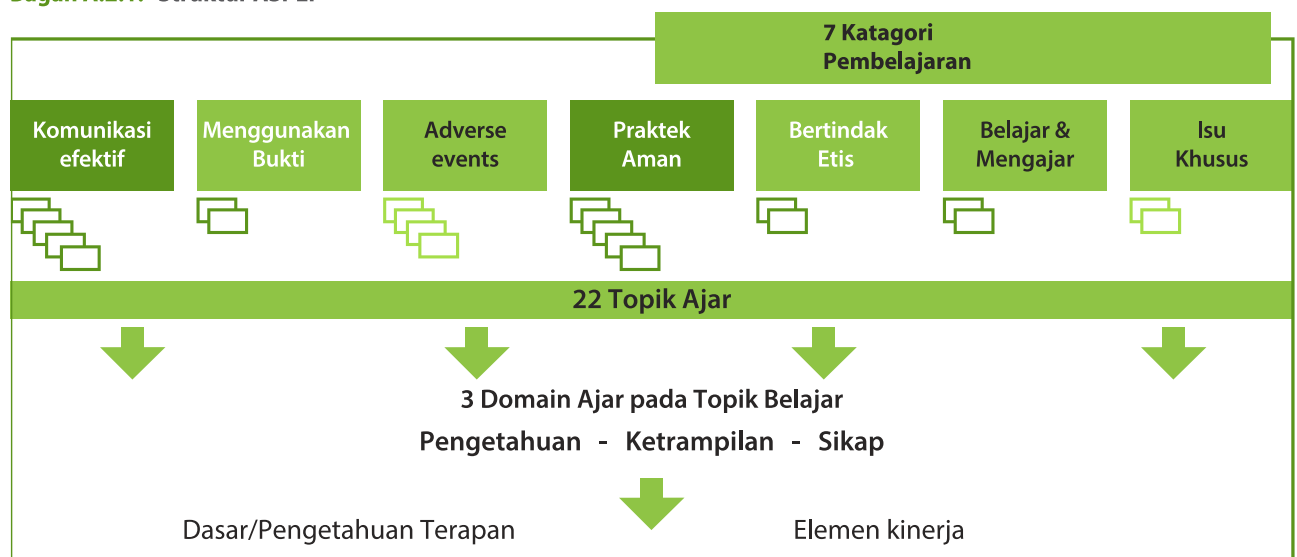 7 Katagori
Pembelajaran
Komunikasi
efektif
Menggunakan
Bukti
Adverse
events
Praktek
Aman
Bertindak
Etis
Belajar &
Mengajar
Isu
Khusus
22 Topik Ajar
3 Domain Ajar pada Topik Belajar
Pengetahuan - Ketrampilan - Sikap
Dasar/Pengetahuan Terapan
Elemen kinerja